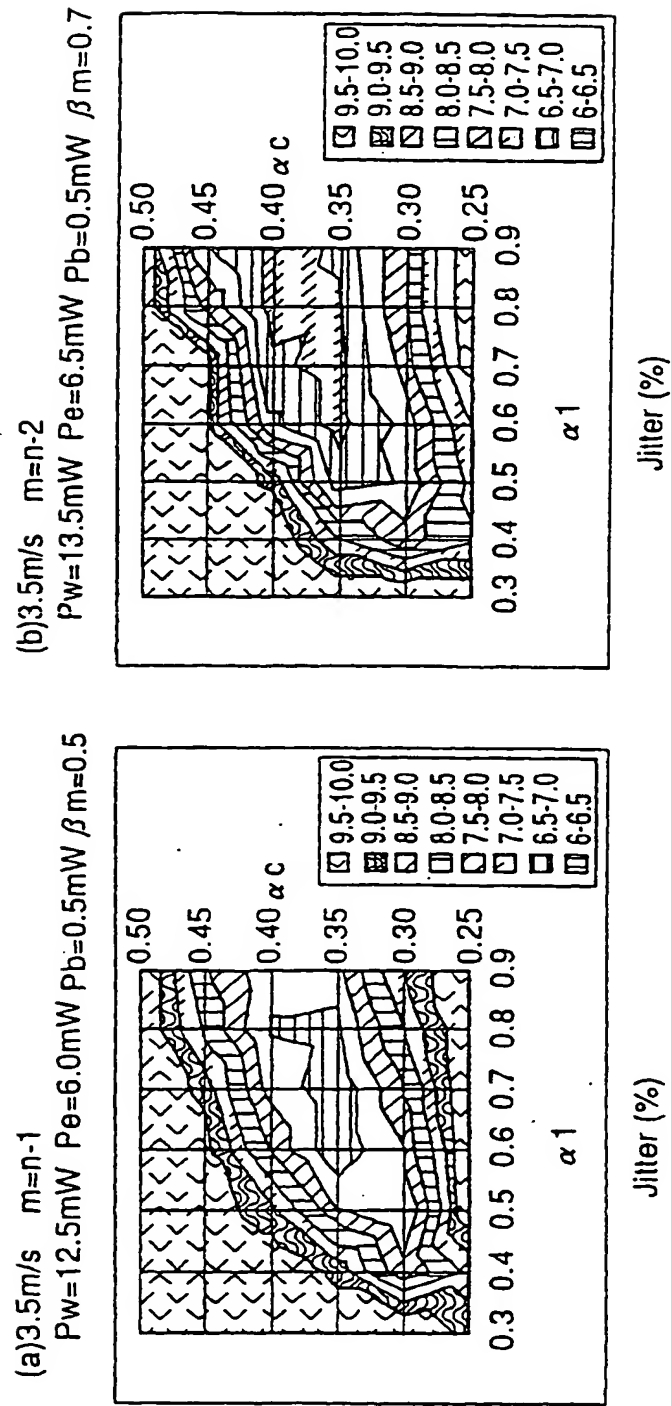 (a)3.5m/s m=n-1
Pw=12.5mW Pe=6.0mW Pb=0.5mW βm=0.5
0.50
0.45
0.40 αC
0.35
0.30
0.25
0.3 0.4 0.5 0.6 0.7 0.8 0.9
α1
9.5-10.0
9.0-9.5
8.5-9.0
8.0-8.5
7.5-8.0
7.0-7.5
6.5-7.0
6-6.5
Jitter (%)
(b)3.5m/s m=n-2
Pw=13.5mW Pe=6.5mW Pb=0.5mW βm=0.7
0.50
0.45
0.40 αC
0.35
0.30
0.25
0.3 0.4 0.5 0.6 0.7 0.8 0.9
α1
9.5-10.0
9.0-9.5
8.5-9.0
8.0-8.5
7.5-8.0
7.0-7.5
6.5-7.0
6-6.5
Jitter (%)